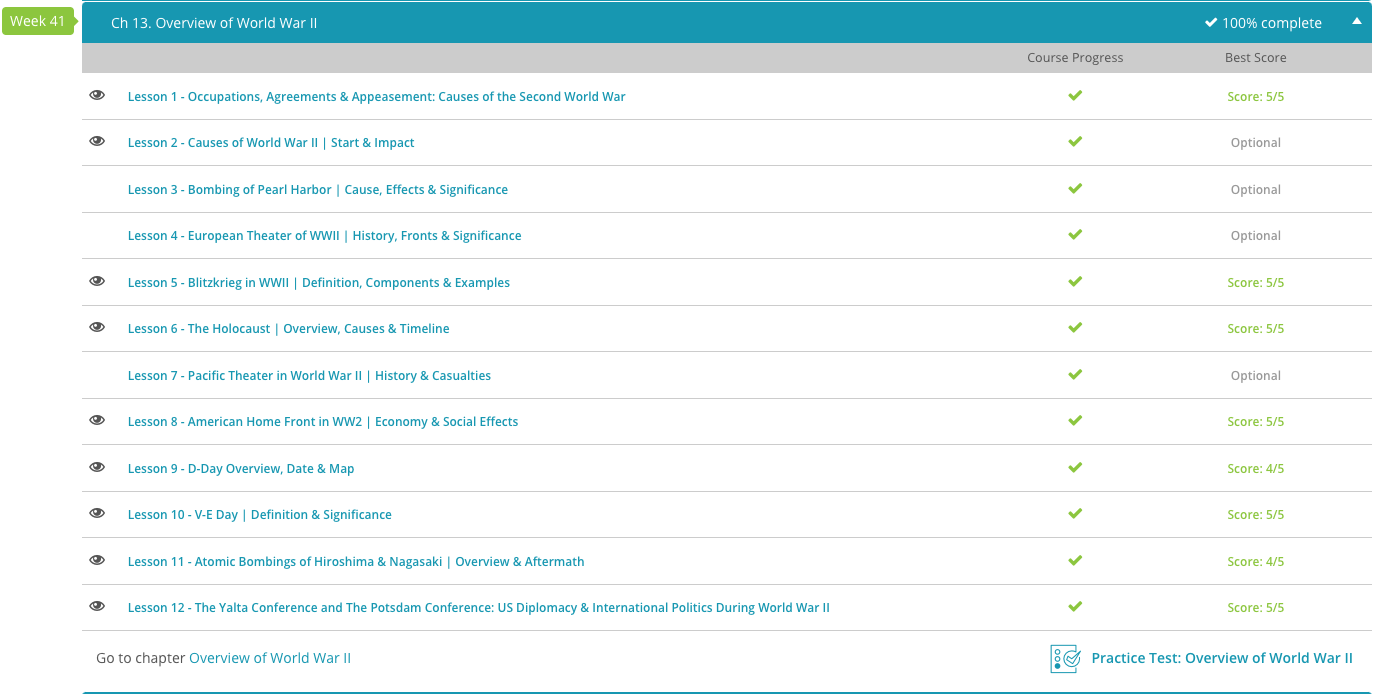 Week 41
Ch 13. Overview of World War II
100% complete
Course Progress Best Score
Lesson 1 - Occupations, Agreements & Appeasement: Causes of the Second World War Score: 5/5
Lesson 2 - Causes of World War II | Start & Impact Optional
Lesson 3 - Bombing of Pearl Harbor | Cause, Effects & Significance Optional
Lesson 4 - European Theater of WWII | History, Fronts & Significance Optional
Lesson 5 - Blitzkrieg in WWII | Definition, Components & Examples Score: 5/5
Lesson 6 - The Holocaust | Overview, Causes & Timeline Score: 5/5
Lesson 7 - Pacific Theater in World War II | History & Casualties Optional
Lesson 8 - American Home Front in WW2 | Economy & Social Effects Score: 5/5
Lesson 9 - D-Day Overview, Date & Map Score: 4/5
Lesson 10 - V-E Day | Definition & Significance Score: 5/5
Lesson 11 - Atomic Bombings of Hiroshima & Nagasaki | Overview & Aftermath Score: 4/5
Lesson 12 - The Yalta Conference and The Potsdam Conference: US Diplomacy & International Politics During World War II Score: 5/5
Go to chapter Overview of World War II
Practice Test: Overview of World War II